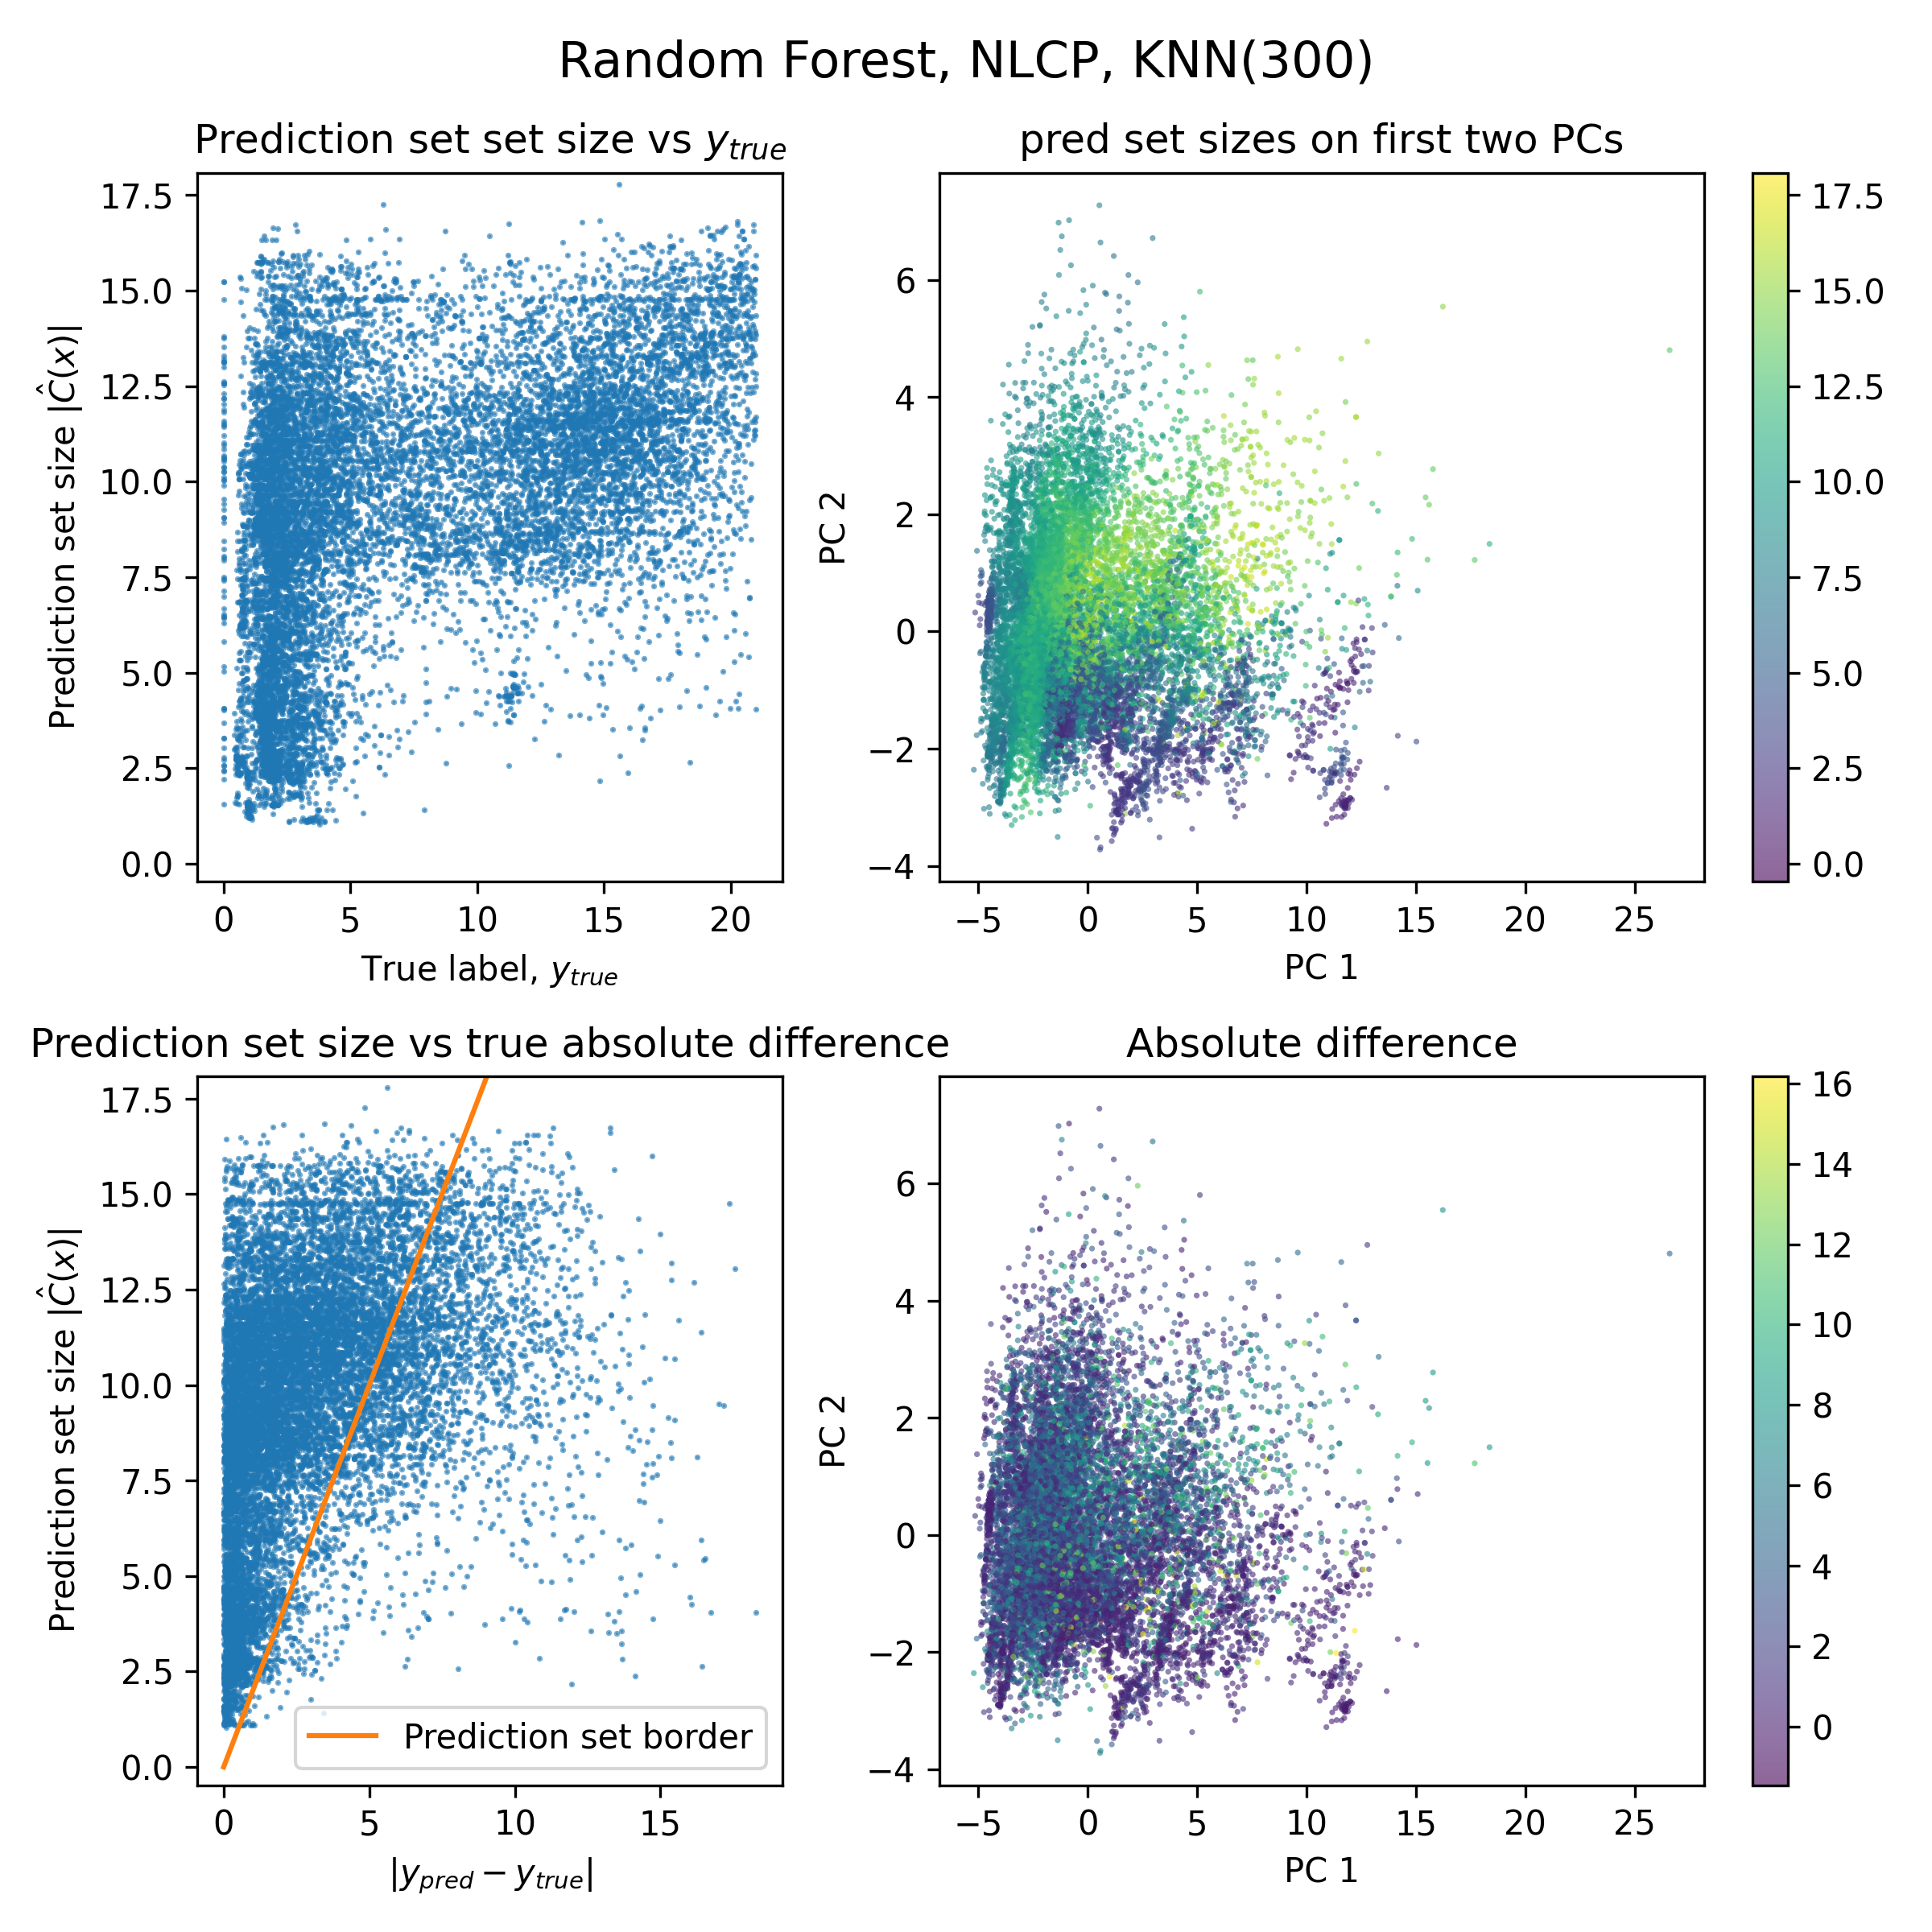 Random Forest, NLCP, KNN(300)
Prediction set set size vs y_true
17.5
15.0
12.5
10.0
7.5
5.0
2.5
0.0
Prediction set size |Ĉ(x)|
0 5 10 15 20
True label, y_true
pred set sizes on first two PCs
6
4
2
0
−2
−4
PC 2
−5 0 5 10 15 20 25
PC 1
17.5
15.0
12.5
10.0
7.5
5.0
2.5
0.0
Prediction set size vs true absolute difference
17.5
15.0
12.5
10.0
7.5
5.0
2.5
0.0
Prediction set size |Ĉ(x)|
Prediction set border
0 5 10 15
|y_pred − y_true|
Absolute difference
6
4
2
0
−2
−4
PC 2
−5 0 5 10 15 20 25
PC 1
16
14
12
10
8
6
4
2
0